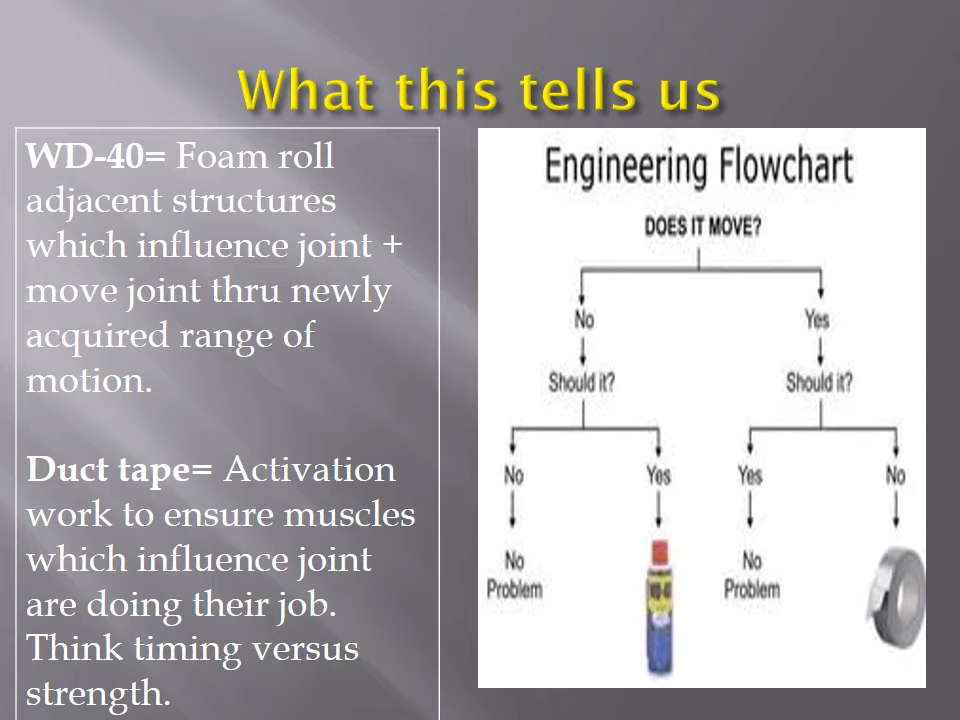 What this tells us
WD-40= Foam roll
adjacent structures
which influence joint +
move joint thru newly
acquired range of
motion.
Duct tape= Activation
work to ensure muscles
which influence joint
are doing their job.
Think timing versus
strength.
Engineering Flowchart
DOES IT MOVE?
No Yes
Should it? Should it?
No Yes Yes No
No No
Problem Problem